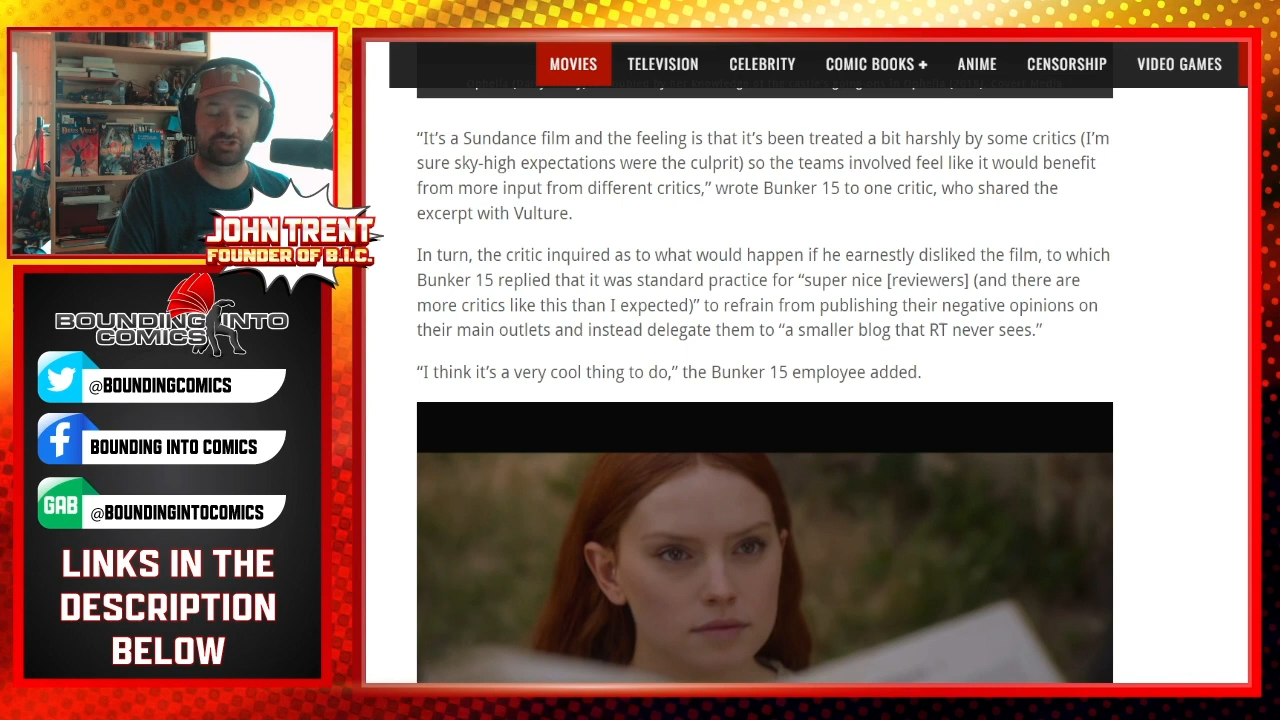 MOVIES TELEVISION CELEBRITY COMIC BOOKS + ANIME CENSORSHIP VIDEO GAMES
“It’s a Sundance film and the feeling is that it’s been treated a bit harshly by some critics (I’m
sure sky-high expectations were the culprit) so the teams involved feel like it would benefit
from more input from different critics,” wrote Bunker 15 to one critic, who shared the
excerpt with Vulture.
In turn, the critic inquired as to what would happen if he earnestly disliked the film, to which
Bunker 15 replied that it was standard practice for “super nice [reviewers] (and there are
more critics like this than I expected)” to refrain from publishing their negative opinions on
their main outlets and instead delegate them to “a smaller blog that RT never sees.”
“I think it’s a very cool thing to do,” the Bunker 15 employee added.
JOHN TRENT
FOUNDER OF B.I.C.
BOUNDING INTO
COMICS
@BOUNDINGCOMICS
BOUNDING INTO COMICS
GAB
@BOUNDINGINTOCOMICS
LINKS IN THE
DESCRIPTION
BELOW